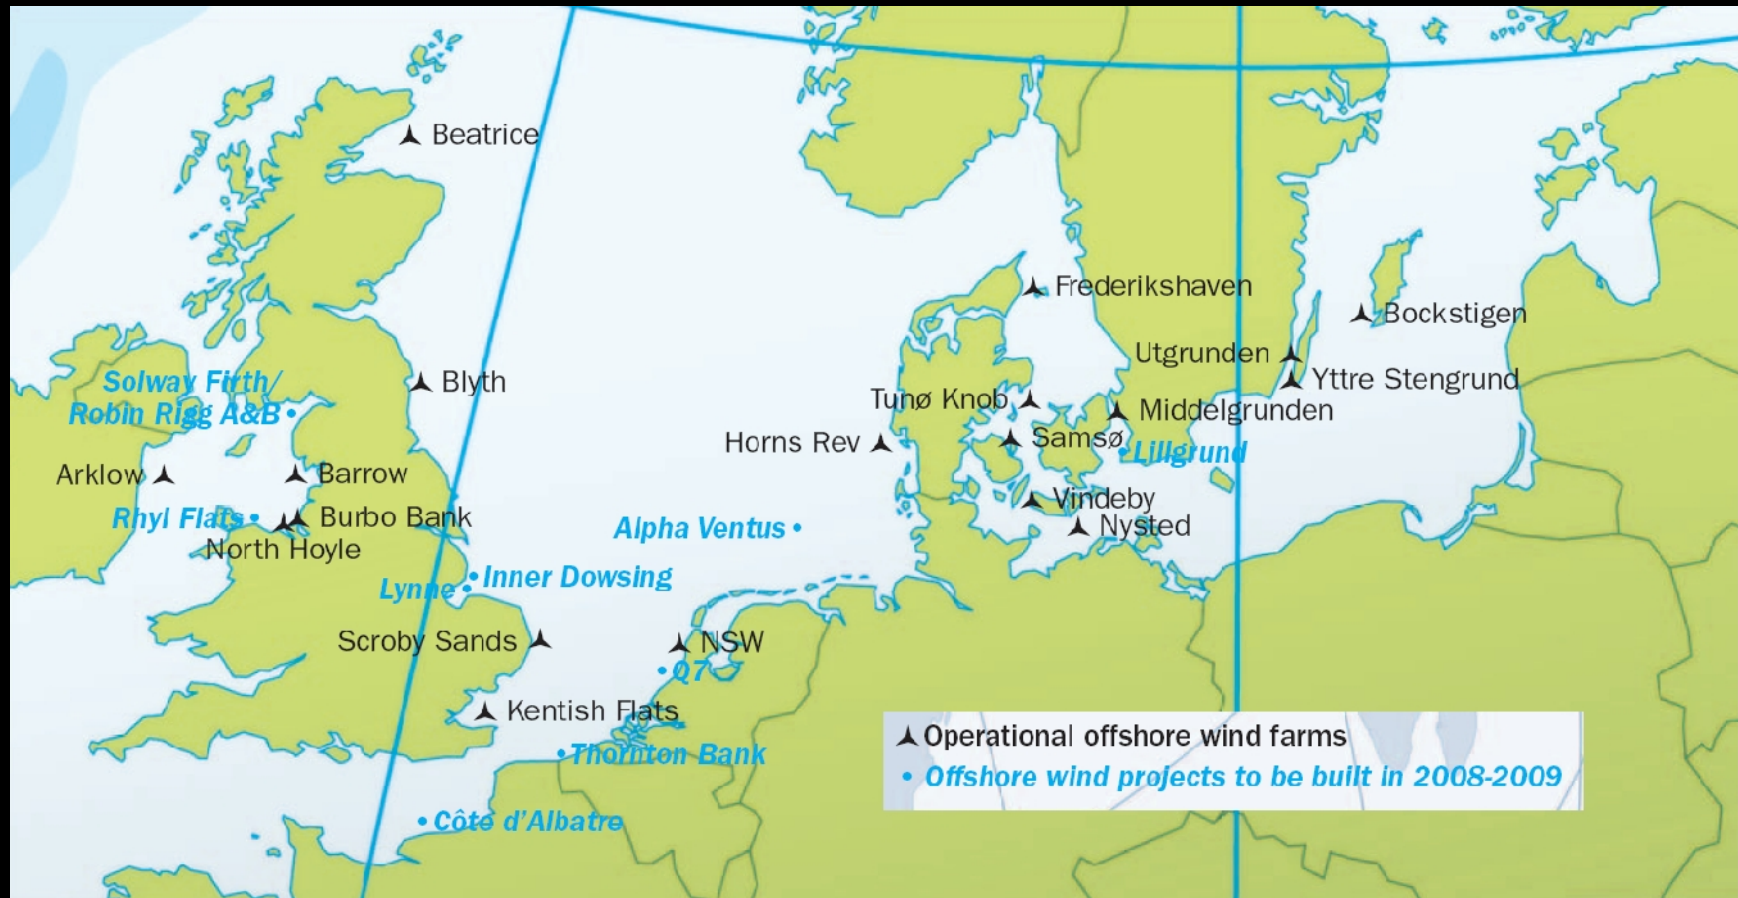 Beatrice
Frederikshaven
Bockstigen
Utgrunden
Yttre Stengrund
Solway Firth/
Robin Rigg A&B
Blyth
Tunø Knob
Middelgrunden
Horns Rev
Samsø
Lillgrund
Arklow
Barrow
Vindeby
Rhyl Flats
Burbo Bank
Alpha Ventus
Nysted
North Hoyle
Inner Dowsing
Lynne
Scroby Sands
NSW
Q7
Kentish Flats
Thornton Bank
Côte d'Albatre
Operational offshore wind farms
Offshore wind projects to be built in 2008-2009